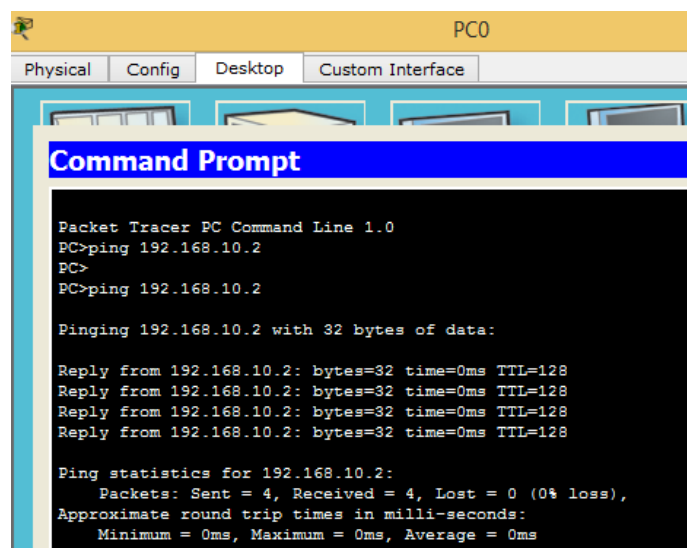 PC0
Physical Config Desktop Custom Interface
Command Prompt
Packet Tracer PC Command Line 1.0
PC>ping 192.168.10.2
PC>
PC>ping 192.168.10.2
Pinging 192.168.10.2 with 32 bytes of data:
Reply from 192.168.10.2: bytes=32 time=0ms TTL=128
Reply from 192.168.10.2: bytes=32 time=0ms TTL=128
Reply from 192.168.10.2: bytes=32 time=0ms TTL=128
Reply from 192.168.10.2: bytes=32 time=0ms TTL=128
Ping statistics for 192.168.10.2:
Packets: Sent = 4, Received = 4, Lost = 0 (0% loss),
Approximate round trip times in milli-seconds:
Minimum = 0ms, Maximum = 0ms, Average = 0ms